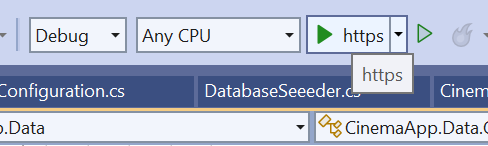 Debug Any CPU https
https
Configuration.cs DatabaseSeeeder.cs Cinem
p.Data CinemaApp.Data.C